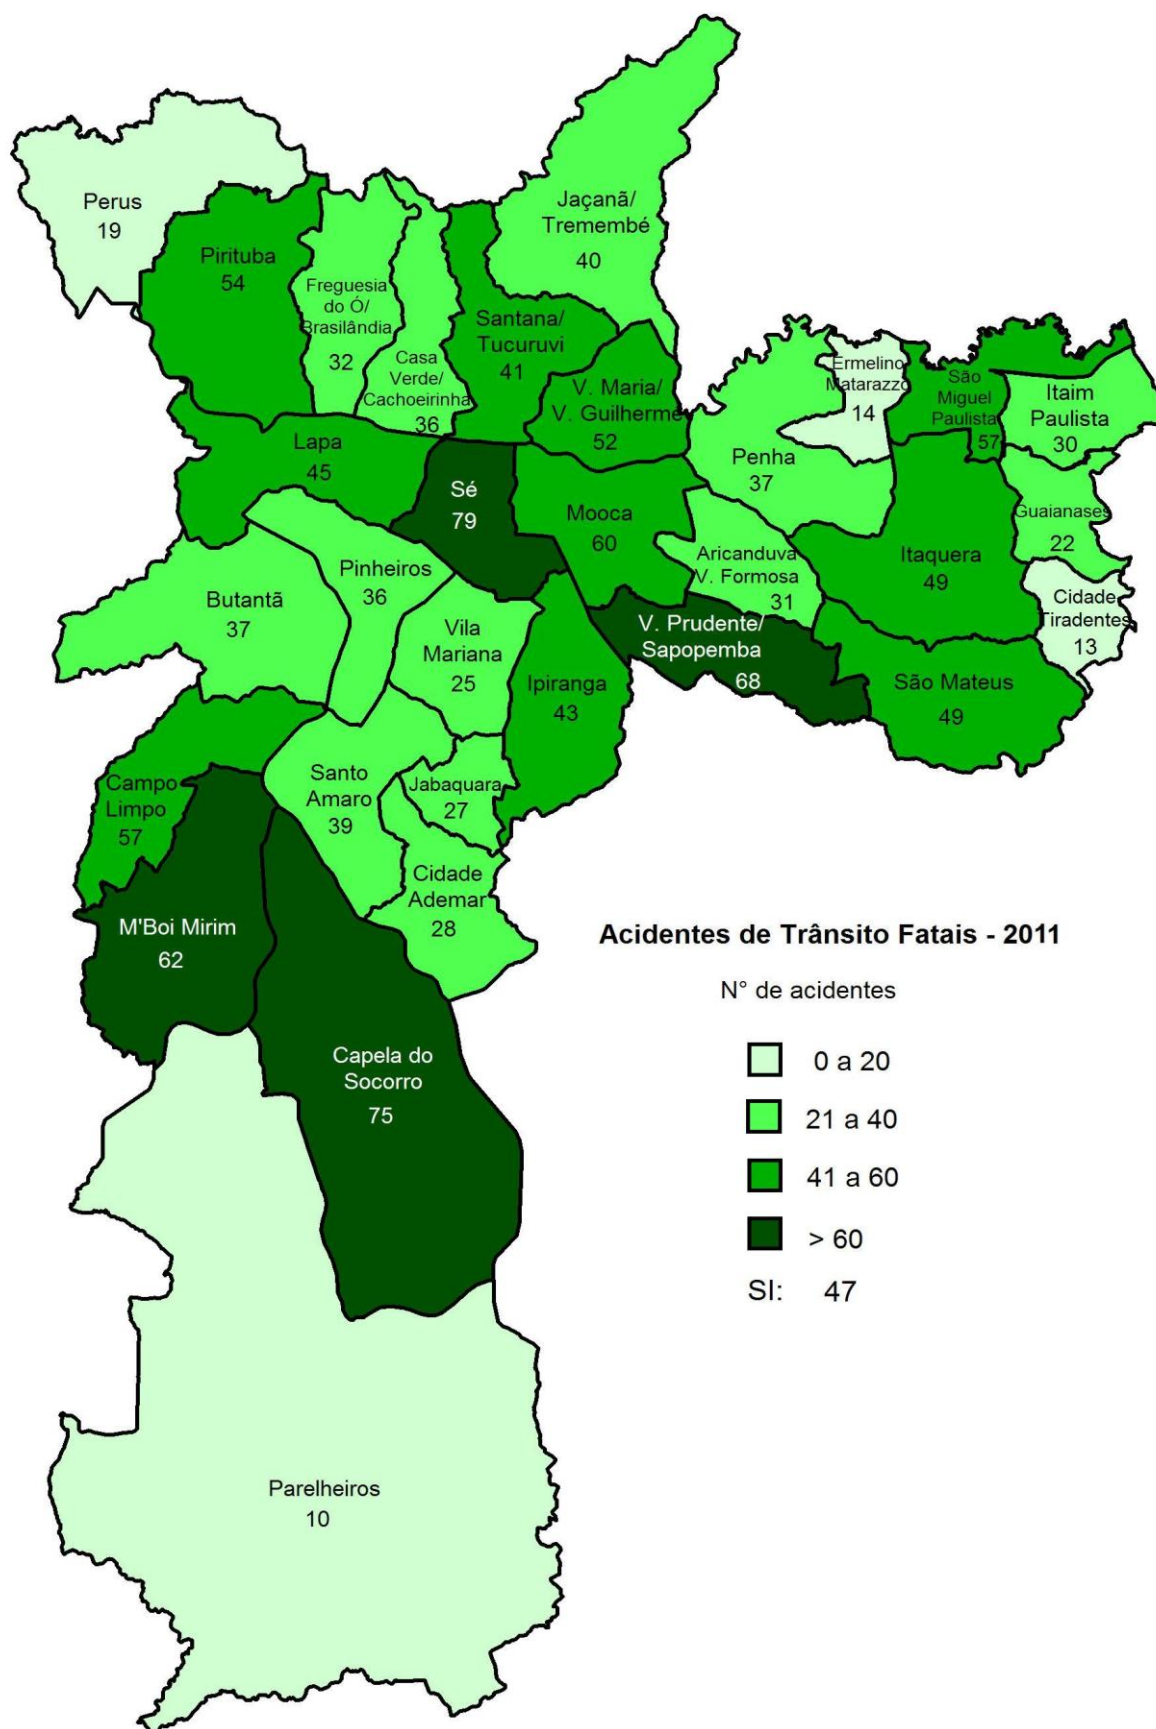 Perus
19
Pirituba
54
Freguesia
do Ó/
Brasilândia
32
Casa
Verde/
Cachoeirinha
36
Santana/
Tucuruvi
41
Jaçanã/
Tremembé
40
V. Maria/
V. Guilherme
52
Lapa
45
Sé
79
Mooca
60
Penha
37
Ermelino
Matarazzo
14
São
Miguel
Paulista
57
Itaim
Paulista
30
Guaianases
22
Itaquera
49
Cidade
Tiradentes
13
Aricanduva
V. Formosa
31
V. Prudente/
Sapopemba
68
São Mateus
49
Butantã
37
Pinheiros
36
Vila
Mariana
25
Ipiranga
43
Campo
Limpo
57
Santo
Amaro
39
Jabaquara
27
Cidade
Ademar
28
M'Boi Mirim
62
Capela do
Socorro
75
Parelheiros
10
Acidentes de Trânsito Fatais - 2011
N° de acidentes
0 a 20
21 a 40
41 a 60
> 60
SI: 47